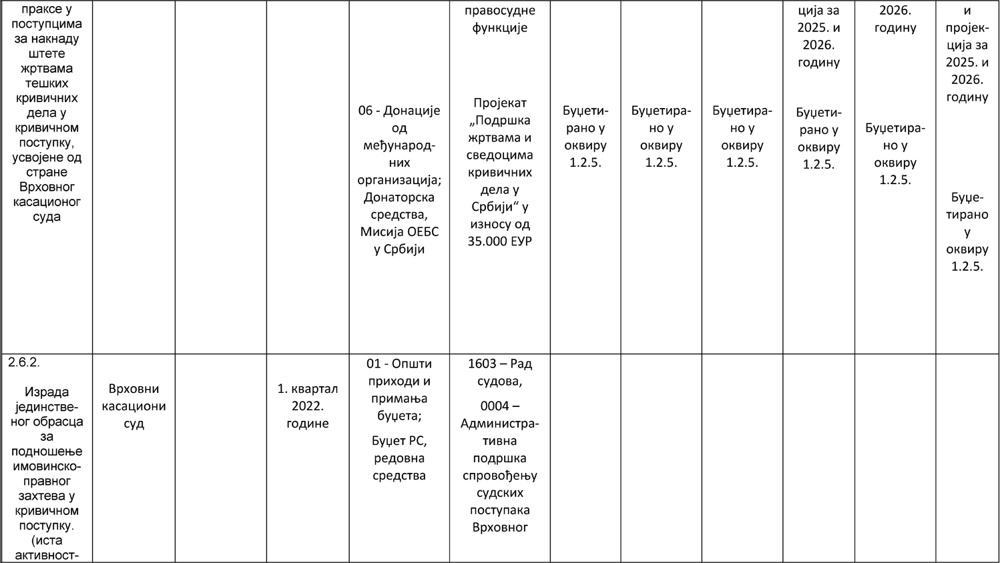 праксе у
поступцима
за накнаду
штете
жртвама
тешких
кривичних
дела у
кривичном
поступку,
усвојене од
стране
Врховног
касационог
суда
06 - Донације
од
међународ-
них
организација;
Донаторска
средства,
Мисија ОЕБС
у Србији
правосудне
функције
Пројекат
„Подршка
жртвама и
сведоцима
кривичних
дела у
Србији“ у
износу од
35.000 ЕУР
Буџети-
рано у
оквиру
1.2.5.
Буџетира-
но у
оквиру
1.2.5.
Буџетира-
но у
оквиру
1.2.5.
ција за
2025. и
2026.
годину
Буџети-
рано у
оквиру
1.2.5.
2026.
годину
Буџетира-
но у
оквиру
1.2.5.
и
пројек-
ција за
2025. и
2026.
годину
Буџе-
тирано
у
оквиру
1.2.5.
2.6.2.
Израда
јединстве-
ног обрасца
за
подношење
имовинско-
правног
захтева у
кривичном
поступку.
(иста
активност-
Врховни
касациони
суд
1. квартал
2022.
године
01 - Општи
приходи и
примања
буџета;
Буџет РС,
редовна
средства
1603 – Рад
судова,
0004 –
Администра-
тивна
подршка
спровођењу
судских
поступака
Врховног